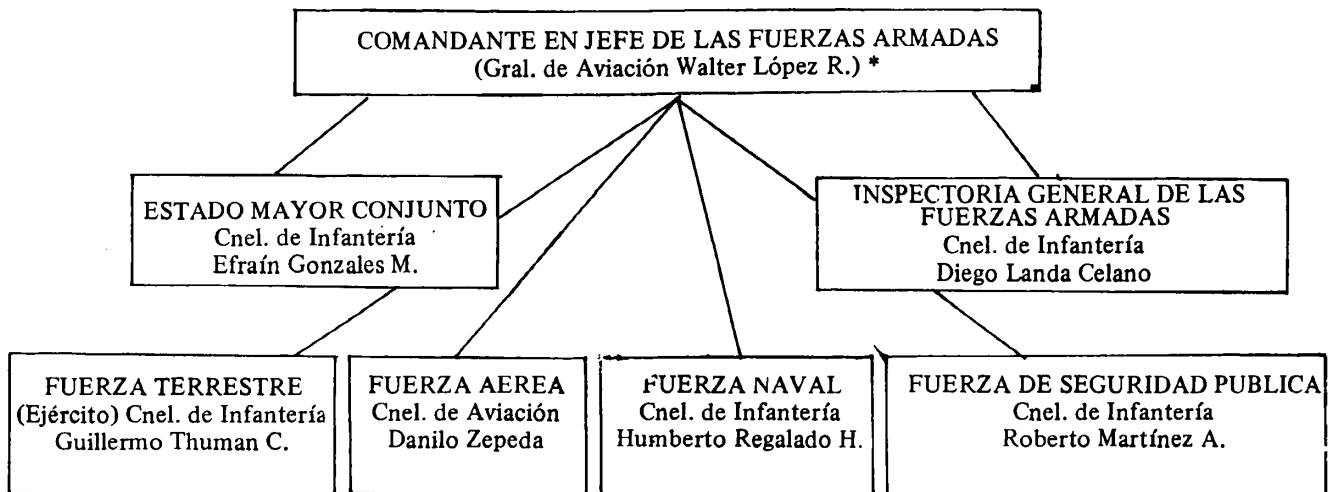 COMANDANTE EN JEFE DE LAS FUERZAS ARMADAS
(Gral. de Aviación Walter López R.) *
ESTADO MAYOR CONJUNTO
Cnel. de Infantería
Efraín Gonzales M.
INSPECTORIA GENERAL DE LAS
FUERZAS ARMADAS
Cnel. de Infantería
Diego Landa Celano
FUERZA TERRESTRE
(Ejército) Cnel. de Infantería
Guillermo Thuman C.
FUERZA AEREA
Cnel. de Aviación
Danilo Zepeda
FUERZA NAVAL
Cnel. de Infantería
Humberto Regalado H.
FUERZA DE SEGURIDAD PUBLICA
Cnel. de Infantería
Roberto Martínez A.